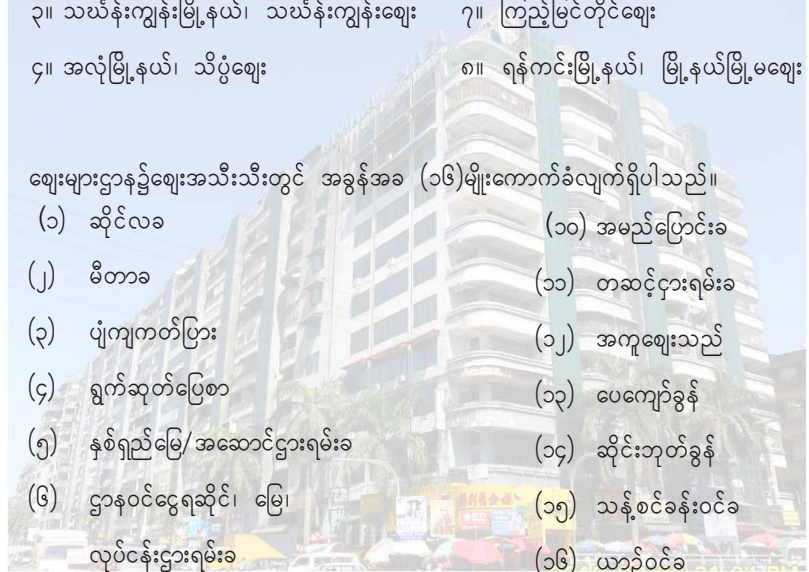 ၃။ သင်္ဃန်းကျွန်းမြို့နယ်၊ သင်္ဃန်းကျွန်းစျေး
၇။ ကြည့်မြင်တိုင်စျေး
၄။ အလုံမြို့နယ်၊ သိပ္ပံစျေး
၈။ ရန်ကင်းမြို့နယ်၊ မြို့နယ်မြို့မစျေး
စျေးများဌာန၌စျေးအသီးသီးတွင် အခွန်အခ (၁၆)မျိုးကောက်ခံလျက်ရှိပါသည်။
(၁) ဆိုင်လခ
(၂) မီတာခ
(၃) ပျံကျကတ်ပြား
(၄) ရွက်ဆုတ်ပြေစာ
(၅) နှစ်ရှည်မြေ/အဆောင်ငှားရမ်းခ
(၆) ဌာနဝင်ငွေရဆိုင်၊ မြေ၊
လုပ်ငန်းငှားရမ်းခ
(၁၀) အမည်ပြောင်းခ
(၁၁) တဆင့်ငှားရမ်းခ
(၁၂) အကူစျေးသည်
(၁၃) ပေကျော်ခွန်
(၁၄) ဆိုင်းဘုတ်ခွန်
(၁၅) သန့်စင်ခန်းဝင်ခ
(၁၆) ယာဉ်ဝင်ခ